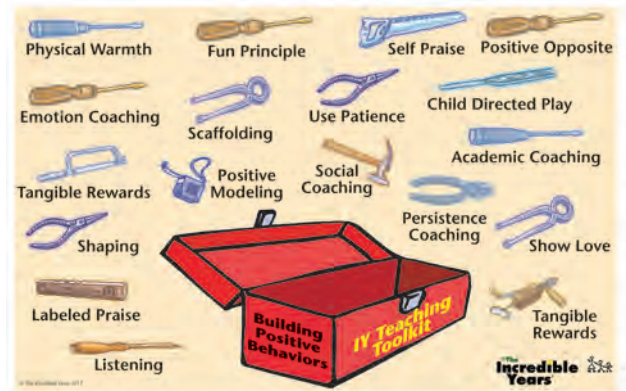 Physical Warmth
Fun Principle
Self Praise
Positive Opposite
Emotion Coaching
Scaffolding
Use Patience
Child Directed Play
Academic Coaching
Tangible Rewards
Positive
Modeling
Social
Coaching
Persistence
Coaching
Show Love
Shaping
Labeled Praise
Listening
Building
Positive
Behaviors
IY Teaching
Toolkit
Tangible
Rewards
The
Incredible
Years